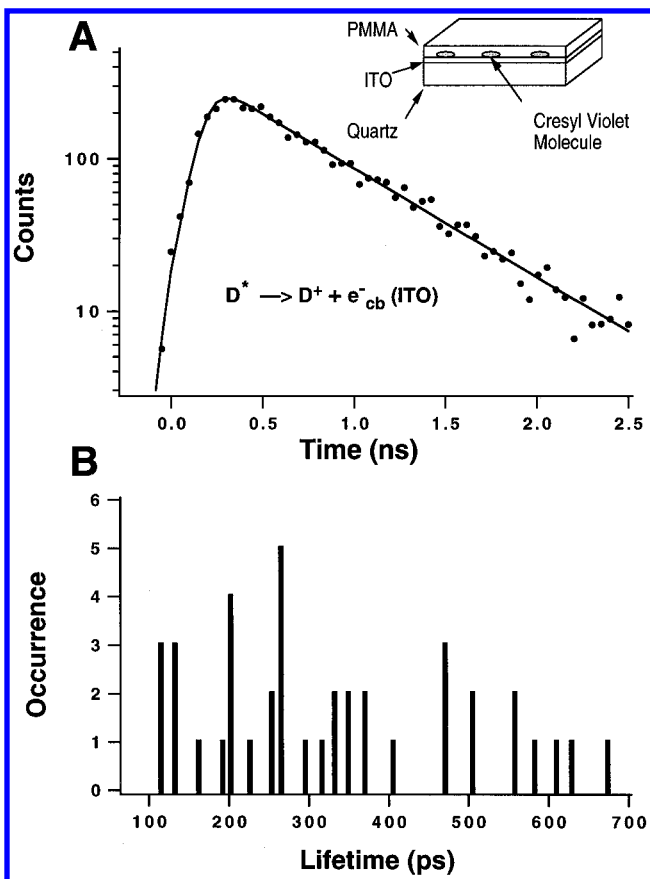 A
PMMA
ITO
Quartz
Cresyl Violet
Molecule
Counts
100
10
D* —> D+ + e-cb (ITO)
0.0 0.5 1.0 1.5 2.0 2.5
Time (ns)
B
Occurrence
6
5
4
3
2
1
0
100 200 300 400 500 600 700
Lifetime (ps)